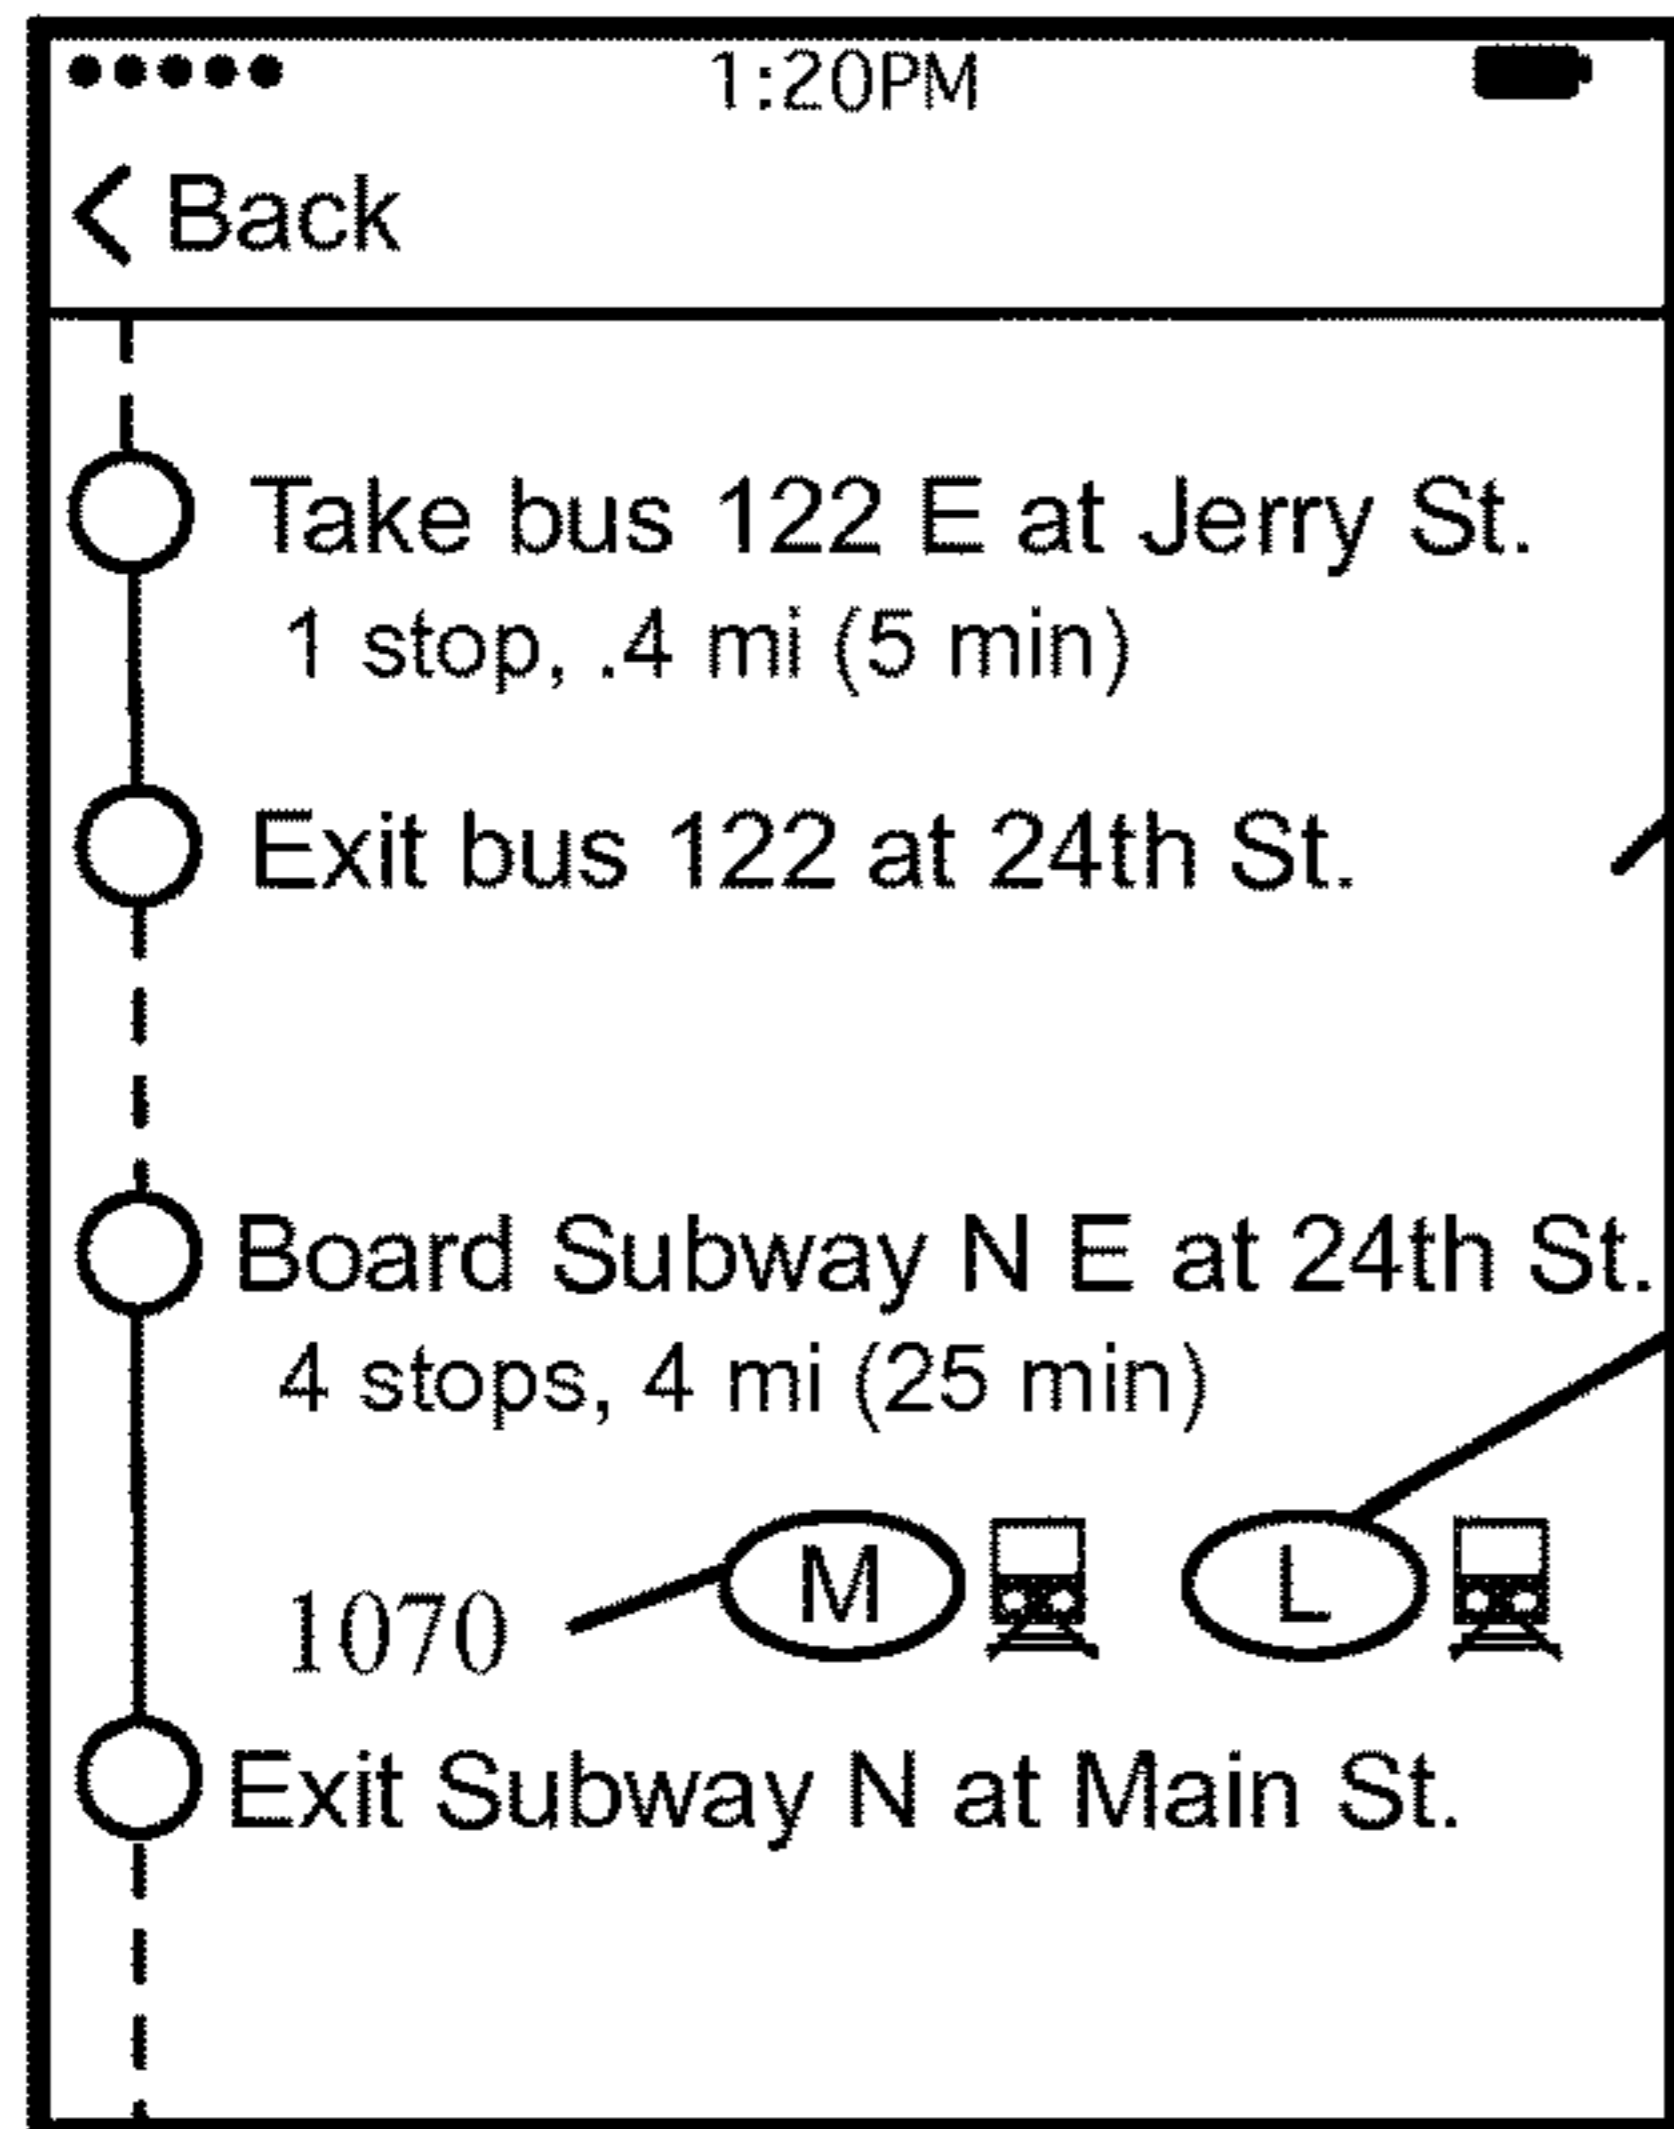 1:20PM
Back
Take bus 122 E at Jerry St.
1 stop, .4 mi (5 min)
Exit bus 122 at 24th St.
Board Subway N E at 24th St.
4 stops, 4 mi (25 min)
1070 M L
Exit Subway N at Main St.